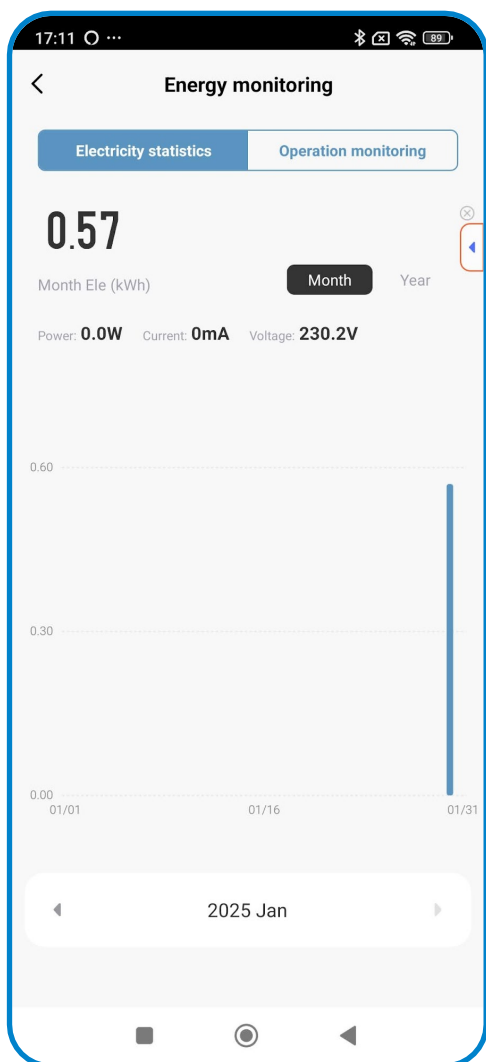 17:11 ... 89
Energy monitoring
Electricity statistics Operation monitoring
0.57
Month Ele (kWh) Month Year
Power: 0.0W Current: 0mA Voltage: 230.2V
0.60
0.30
0.00
01/01 01/16 01/31
2025 Jan